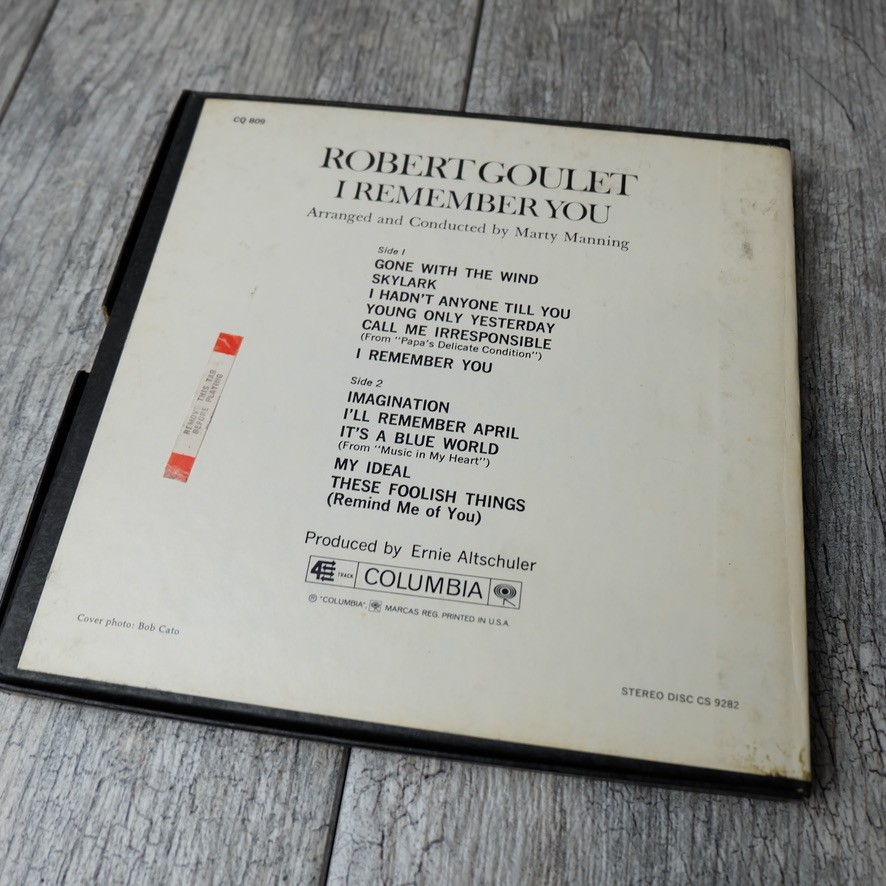 CQ 809
ROBERT GOULET
I REMEMBER YOU
Arranged and Conducted by Marty Manning
Side 1
GONE WITH THE WIND
SKYLARK
I HADN'T ANYONE TILL YOU
YOUNG ONLY YESTERDAY
CALL ME IRRESPONSIBLE
(From "Papa's Delicate Condition")
I REMEMBER YOU
Side 2
IMAGINATION
I'LL REMEMBER APRIL
IT'S A BLUE WORLD
(From "Music in My Heart")
MY IDEAL
THESE FOOLISH THINGS
(Remind Me of You)
REMOVE THIS TAB
BEFORE PLAYING
Produced by Ernie Altschuler
4 TRACK COLUMBIA
® "COLUMBIA", MARCAS REG. PRINTED IN U.S.A.
Cover photo: Bob Cato
STEREO DISC CS 9282